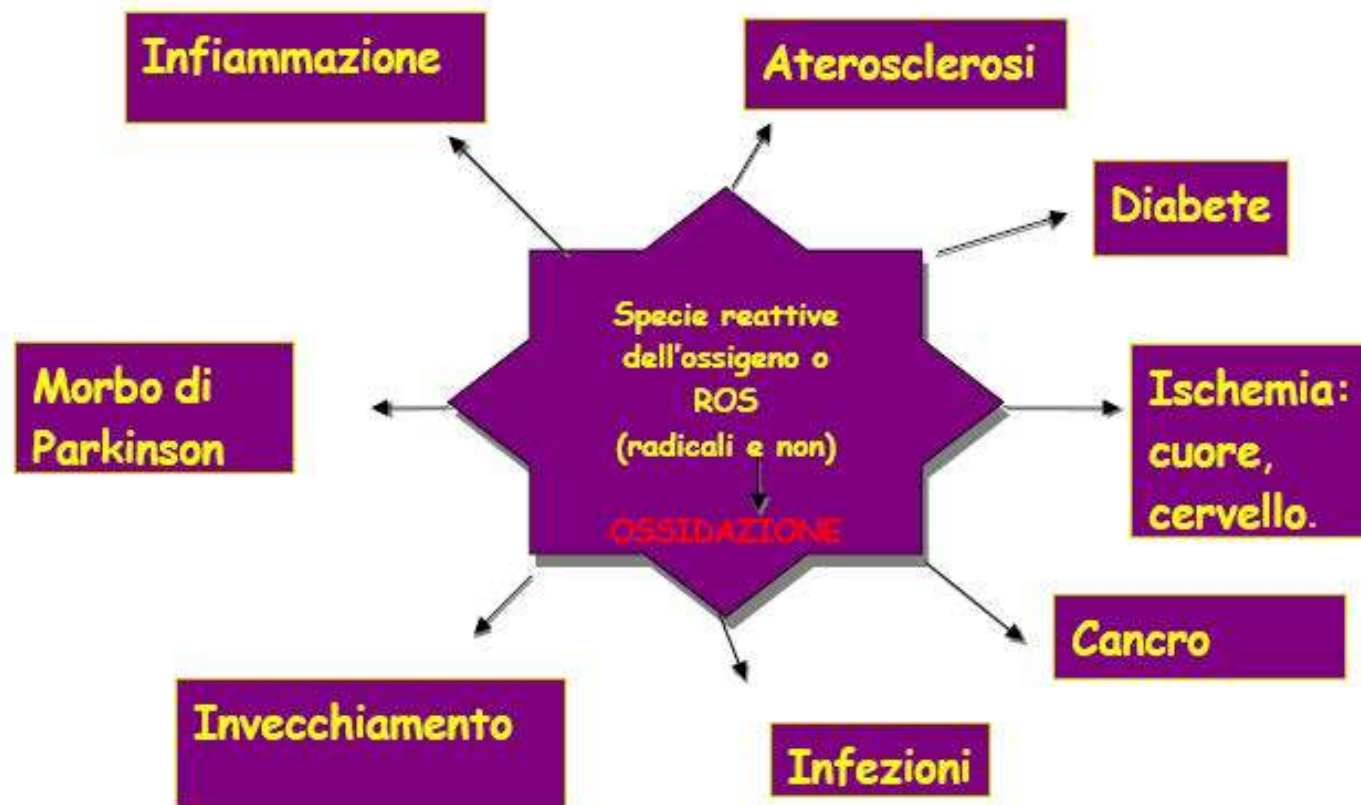 Infiammazione
Aterosclerosi
Diabete
Specie reattive
dell'ossigeno o
ROS
(radicali e non)
OSSIDAZIONE
Morbo di
Parkinson
Ischemia:
cuore,
cervello.
Cancro
Invecchiamento
Infezioni